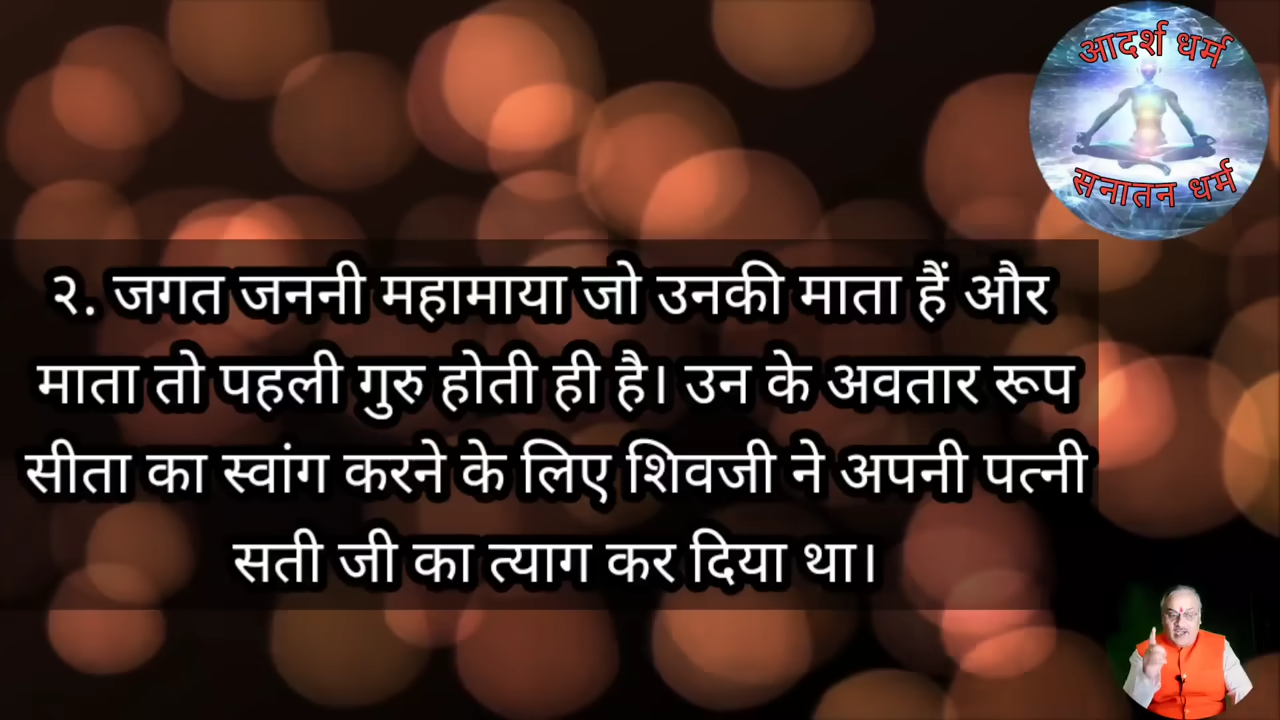 आदर्श धर्म
सनातन धर्म
२. जगत जननी महामाया जो उनकी माता हैं और
माता तो पहली गुरु होती ही है। उन के अवतार रूप
सीता का स्वांग करने के लिए शिवजी ने अपनी पत्नी
सती जी का त्याग कर दिया था।